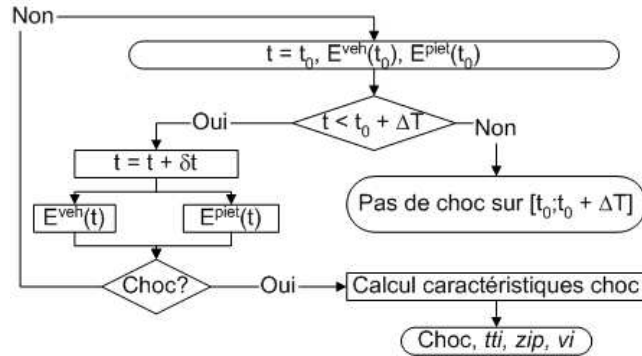 Non
t = t₀, Eᵛᵉʰ(t₀), Eᵖⁱᵉᵗ(t₀)
t < t₀ + ΔT
Oui
Non
t = t + δt
Eᵛᵉʰ(t)
Eᵖⁱᵉᵗ(t)
Pas de choc sur [t₀;t₀ + ΔT]
Choc?
Oui
Calcul caractéristiques choc
Choc, tti, zip, vi